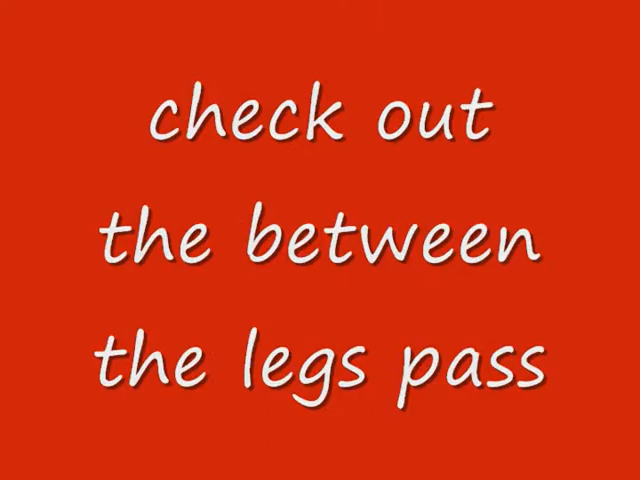 check out
the between
the legs pass